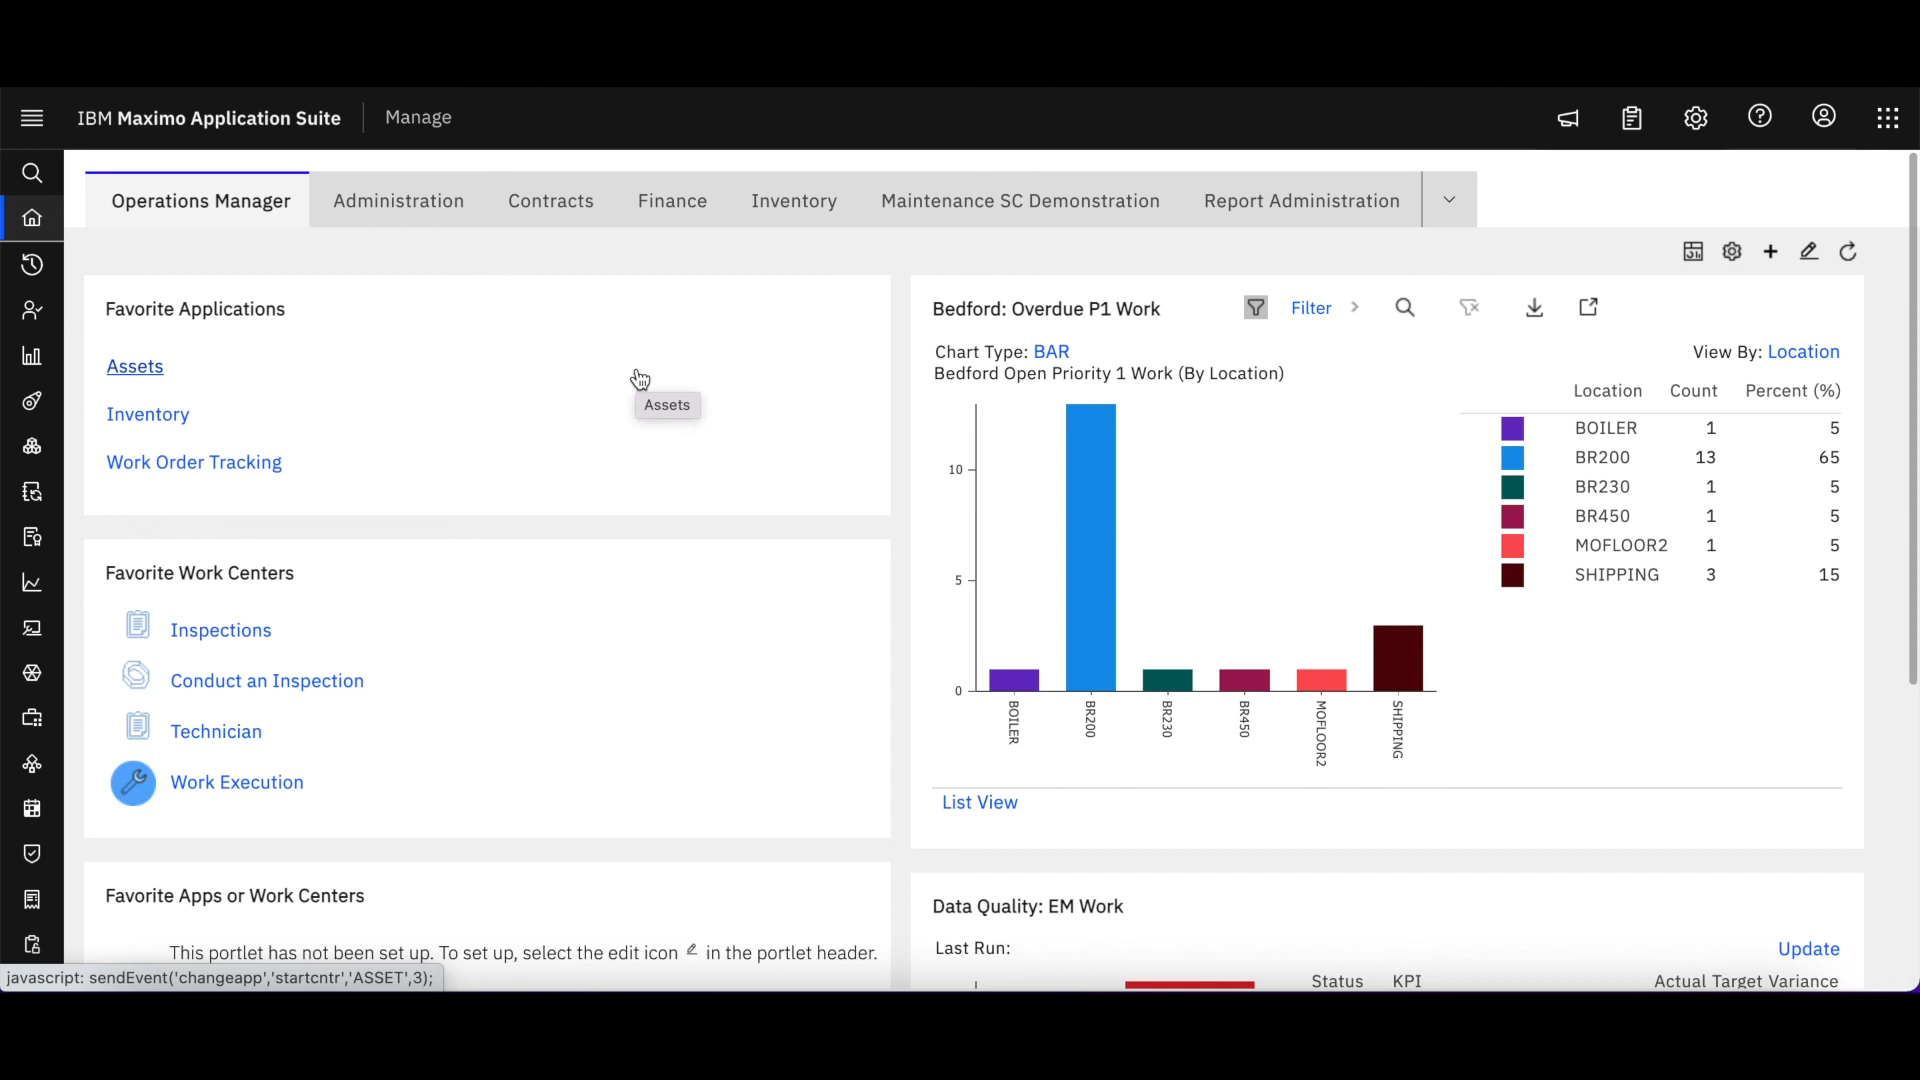 IBM Maximo Application Suite
Manage
Operations Manager
Administration
Contracts
Finance
Inventory
Maintenance SC Demonstration
Report Administration
Favorite Applications
Assets
Assets
Inventory
Work Order Tracking
Favorite Work Centers
Inspections
Conduct an Inspection
Technician
Work Execution
Favorite Apps or Work Centers
This portlet has not been set up. To set up, select the edit icon in the portlet header.
javascript: sendEvent('changeapp','startcntr','ASSET',3);
Bedford: Overdue P1 Work
Filter
Chart Type: BAR
View By: Location
Bedford Open Priority 1 Work (By Location)
10
5
0
BOILER
BR200
BR230
BR450
MOFLOOR2
SHIPPING
Location Count Percent (%)
BOILER 1 5
BR200 13 65
BR230 1 5
BR450 1 5
MOFLOOR2 1 5
SHIPPING 3 15
List View
Data Quality: EM Work
Last Run:
Update
Status KPI Actual Target Variance